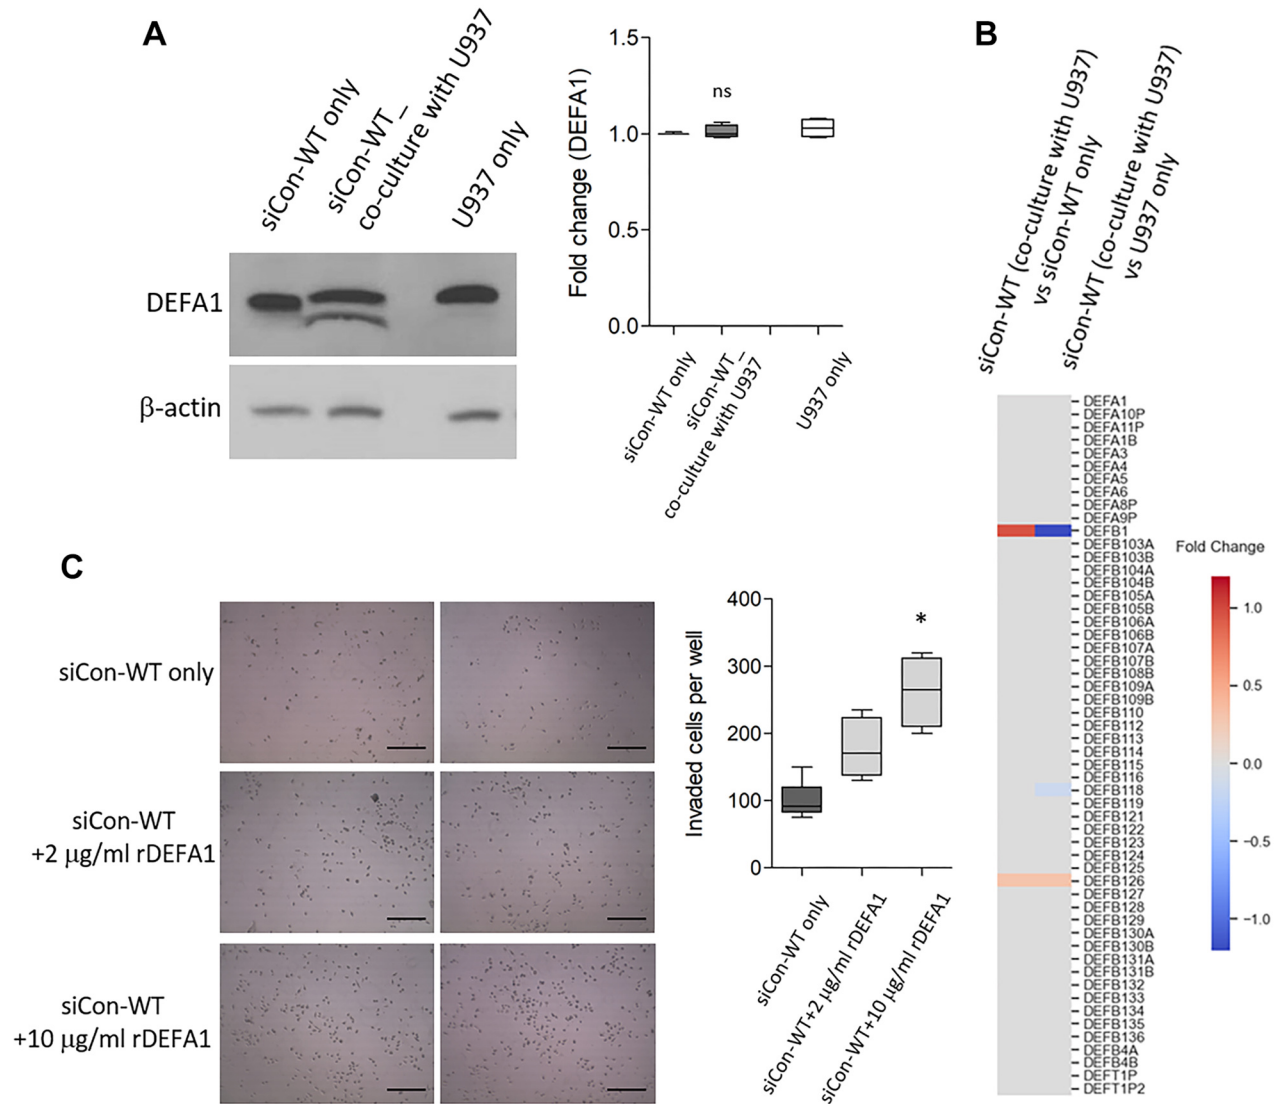 A
siCon-WT only
siCon-WT_
co-culture with U937
U937 only
DEFA1
β-actin
Fold change (DEFA1)
1.5
1.0
0.5
0.0
ns
siCon-WT only
siCon-WT_
co-culture with U937
U937 only
B
siCon-WT (co-culture with U937)
vs siCon-WT only
siCon-WT (co-culture with U937)
vs U937 only
DEFA1
DEFA10P
DEFA11P
DEFA1B
DEFA3
DEFA4
DEFA5
DEFA6
DEFA8P
DEFA9P
DEFB1
DEFB103A
DEFB103B
DEFB104A
DEFB104B
DEFB105A
DEFB105B
DEFB106A
DEFB106B
DEFB107A
DEFB107B
DEFB108B
DEFB109A
DEFB109B
DEFB110
DEFB112
DEFB113
DEFB114
DEFB115
DEFB116
DEFB118
DEFB119
DEFB121
DEFB122
DEFB123
DEFB124
DEFB125
DEFB126
DEFB127
DEFB128
DEFB129
DEFB130A
DEFB130B
DEFB131A
DEFB131B
DEFB132
DEFB133
DEFB134
DEFB135
DEFB136
DEFB4A
DEFB4B
DEFT1P
DEFT1P2
Fold Change
1.0
0.5
0.0
−0.5
−1.0
C
siCon-WT only
siCon-WT
+2 µg/ml rDEFA1
siCon-WT
+10 µg/ml rDEFA1
Invaded cells per well
400
300
200
100
0
*
siCon-WT only
siCon-WT+2 µg/ml rDEFA1
siCon-WT+10 µg/ml rDEFA1